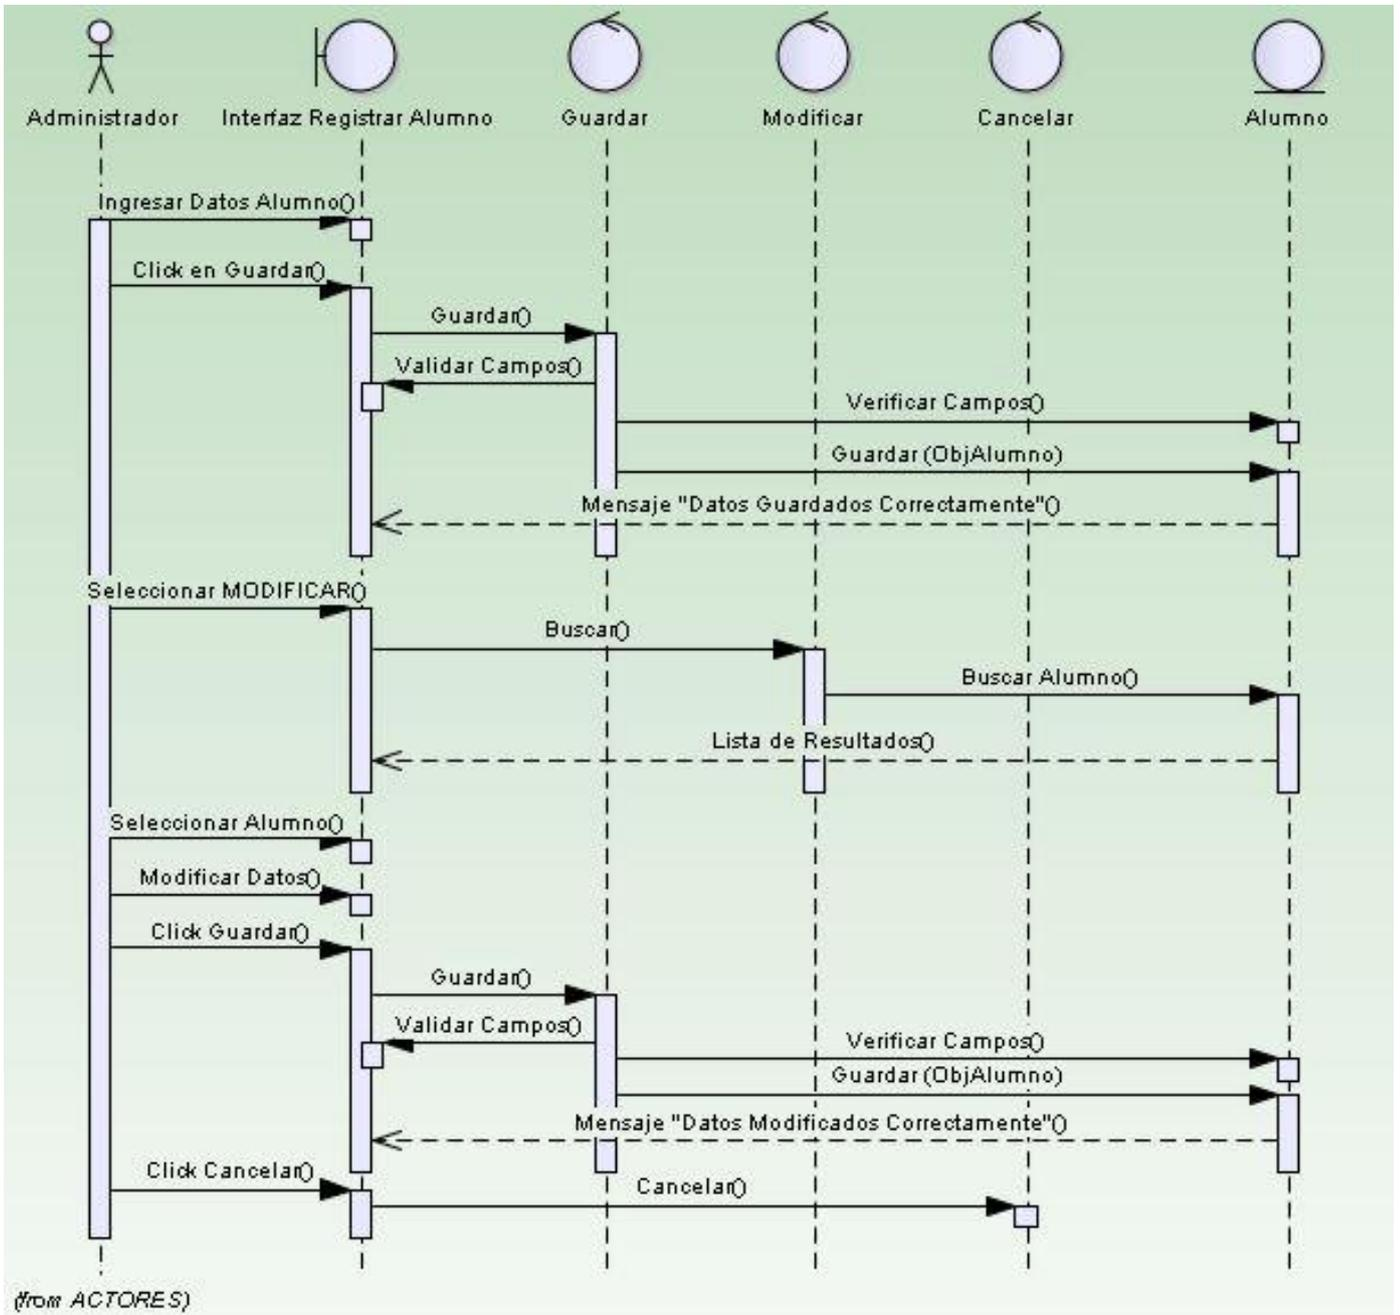 Administrador
Interfaz Registrar Alumno
Guardar
Modificar
Cancelar
Alumno
Ingresar Datos Alumno()
Click en Guardar()
Guardar()
Validar Campos()
Verificar Campos()
Guardar (ObjAlumno)
Mensaje "Datos Guardados Correctamente"()
Seleccionar MODIFICAR()
Buscar()
Buscar Alumno()
Lista de Resultados()
Seleccionar Alumno()
Modificar Datos()
Click Guardar()
Guardar()
Validar Campos()
Verificar Campos()
Guardar (ObjAlumno)
Mensaje "Datos Modificados Correctamente"()
Click Cancelar()
Cancelar()
(from ACTORES)